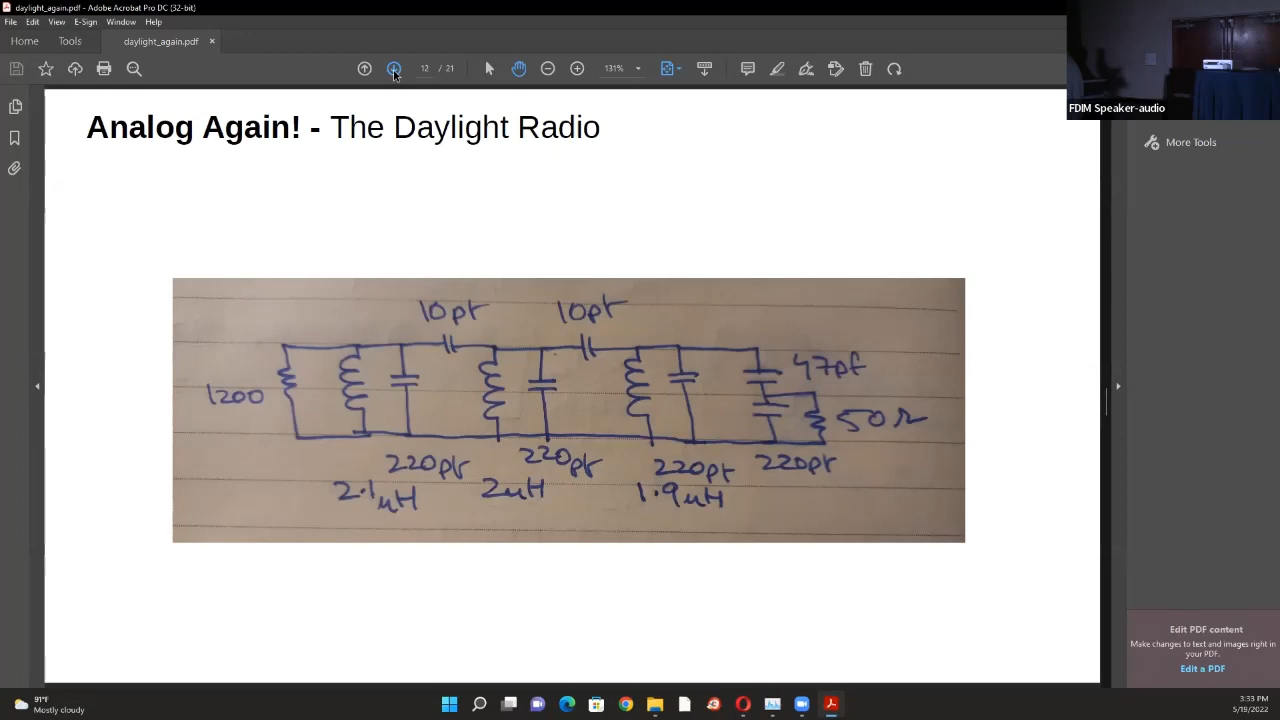 daylight_again.pdf - Adobe Acrobat Pro DC (32-bit)
File Edit View E-Sign Window Help
Home Tools daylight_again.pdf ×
12 / 21 131%
FDIM Speaker-audio
More Tools
Analog Again! - The Daylight Radio
10pf 10pf
47pf
1200
50Ω
220pf 220pf 220pf 220pf
2.1uH 2uH 1.9uH
Edit PDF content
Make changes to text and images right in
your PDF.
Edit a PDF
91°F
Mostly cloudy
3:33 PM
5/19/2022